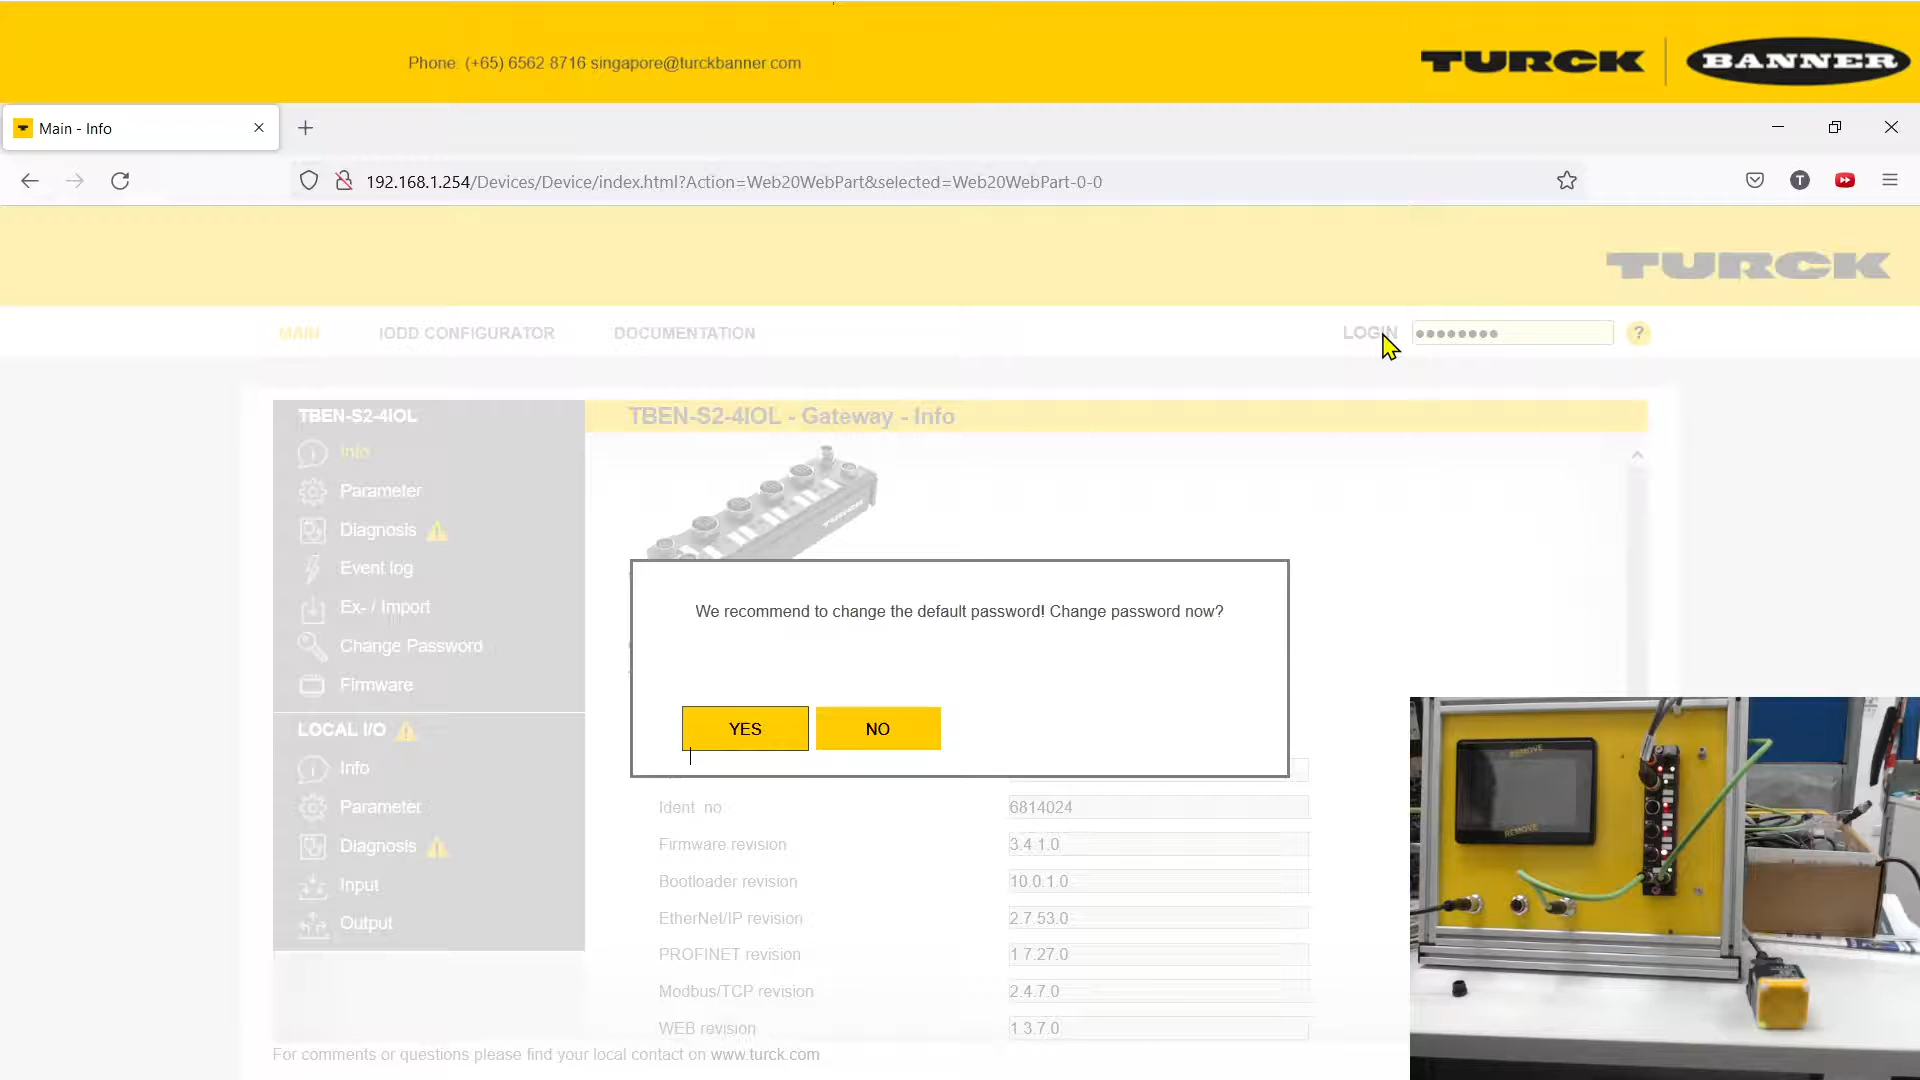 Phone: (+65) 6562 8716 singapore@turckbanner.com
TURCK
BANNER
Main - Info
192.168.1.254/Devices/Device/index.html?Action=Web20WebPart&selected=Web20WebPart-0-0
T
TURCK
MAIN
IODD CONFIGURATOR
DOCUMENTATION
LOGIN
?
TBEN-S2-4IOL
Info
Parameter
Diagnosis
Event log
Ex- / Import
Change Password
Firmware
LOCAL I/O
Info
Parameter
Diagnosis
Input
Output
TBEN-S2-4IOL - Gateway - Info
TURCK
We recommend to change the default password! Change password now?
YES
NO
Ident no
6814024
Firmware revision
3.4.1.0
Bootloader revision
10.0.1.0
EtherNet/IP revision
2.7.53.0
PROFINET revision
1.7.27.0
Modbus/TCP revision
2.4.7.0
WEB revision
1.3.7.0
For comments or questions please find your local contact on www.turck.com
REMOVE
REMOVE